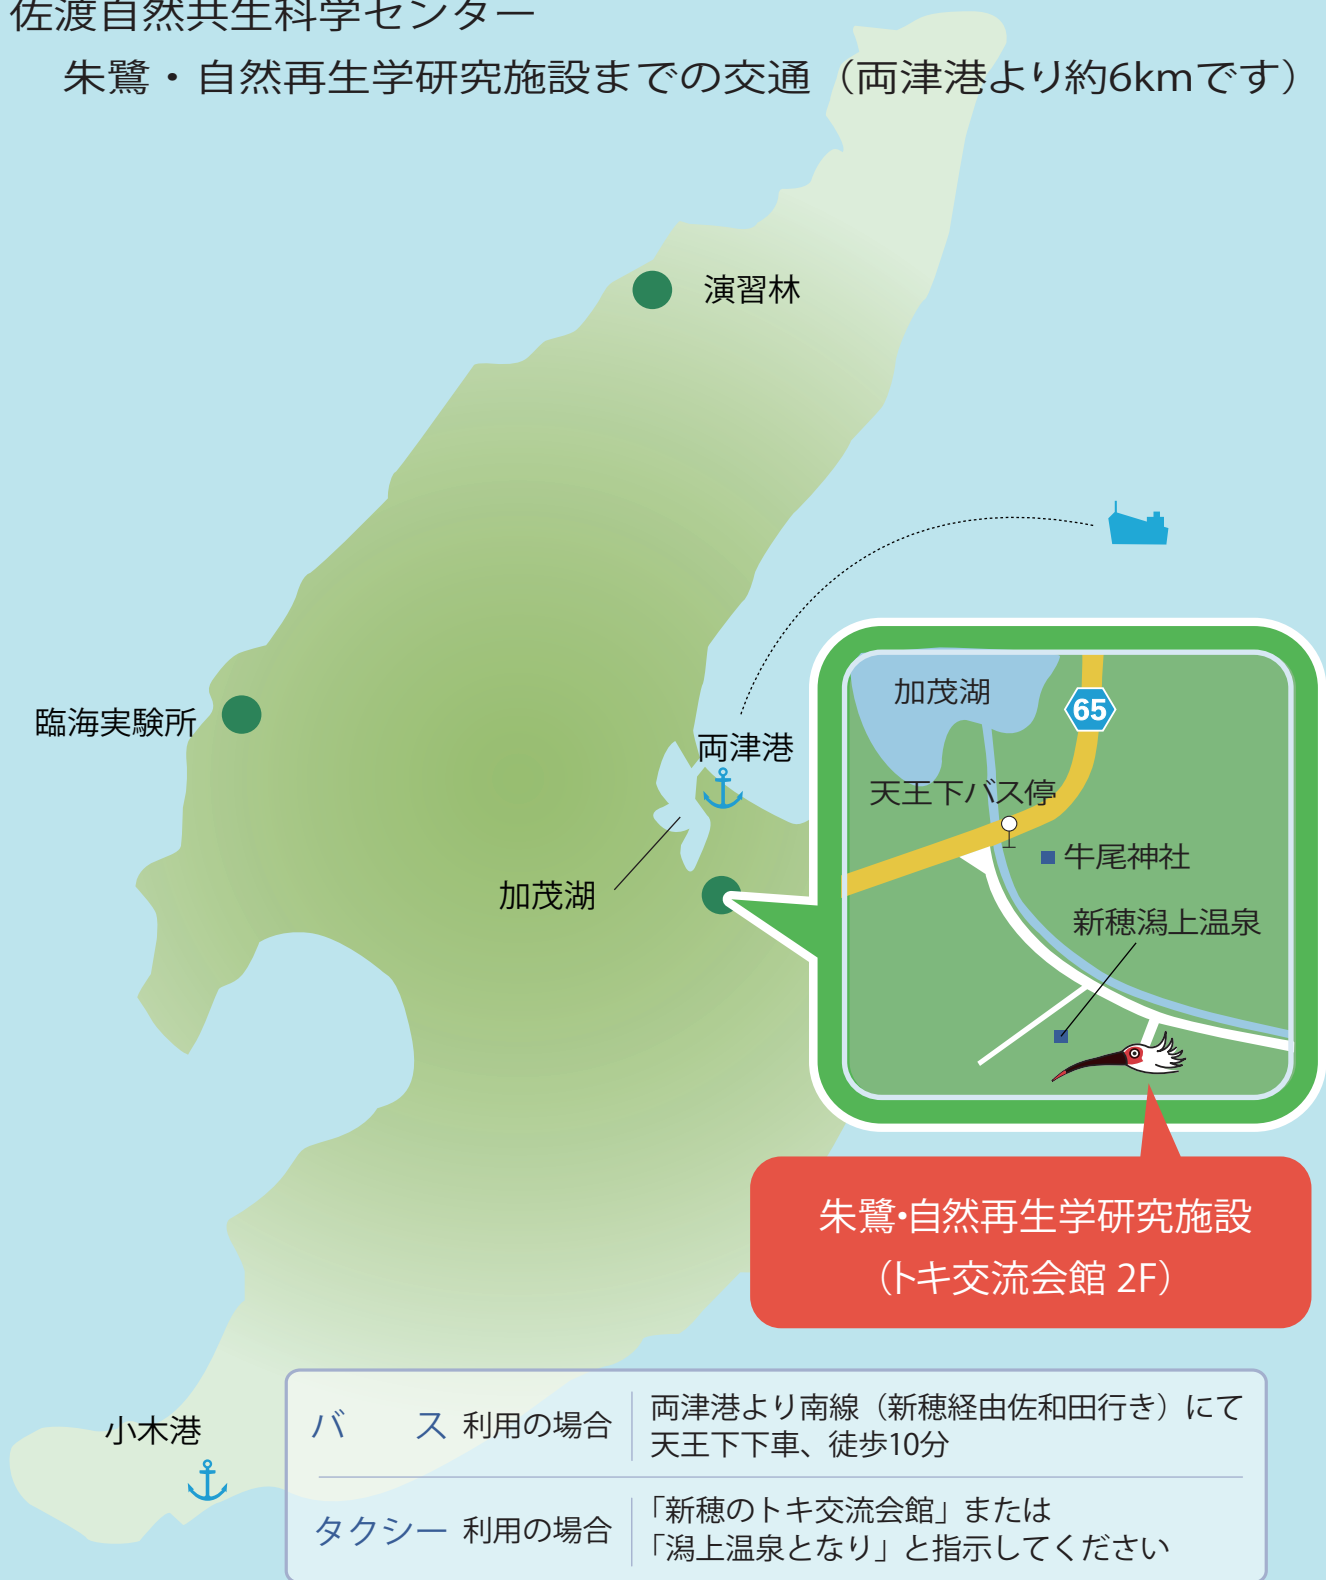 佐渡自然共生科学センター
朱鷺・自然再生学研究施設までの交通（両津港より約6kmです）
演習林
臨海実験所
両津港
加茂湖
加茂湖
65
天王下バス停
牛尾神社
新穂潟上温泉
朱鷺・自然再生学研究施設
（トキ交流会館 2F）
小木港
バス 利用の場合
両津港より南線（新穂経由佐和田行き）にて
天王下下車、徒歩10分
タクシー 利用の場合
「新穂のトキ交流会館」または
「潟上温泉となり」と指示してください